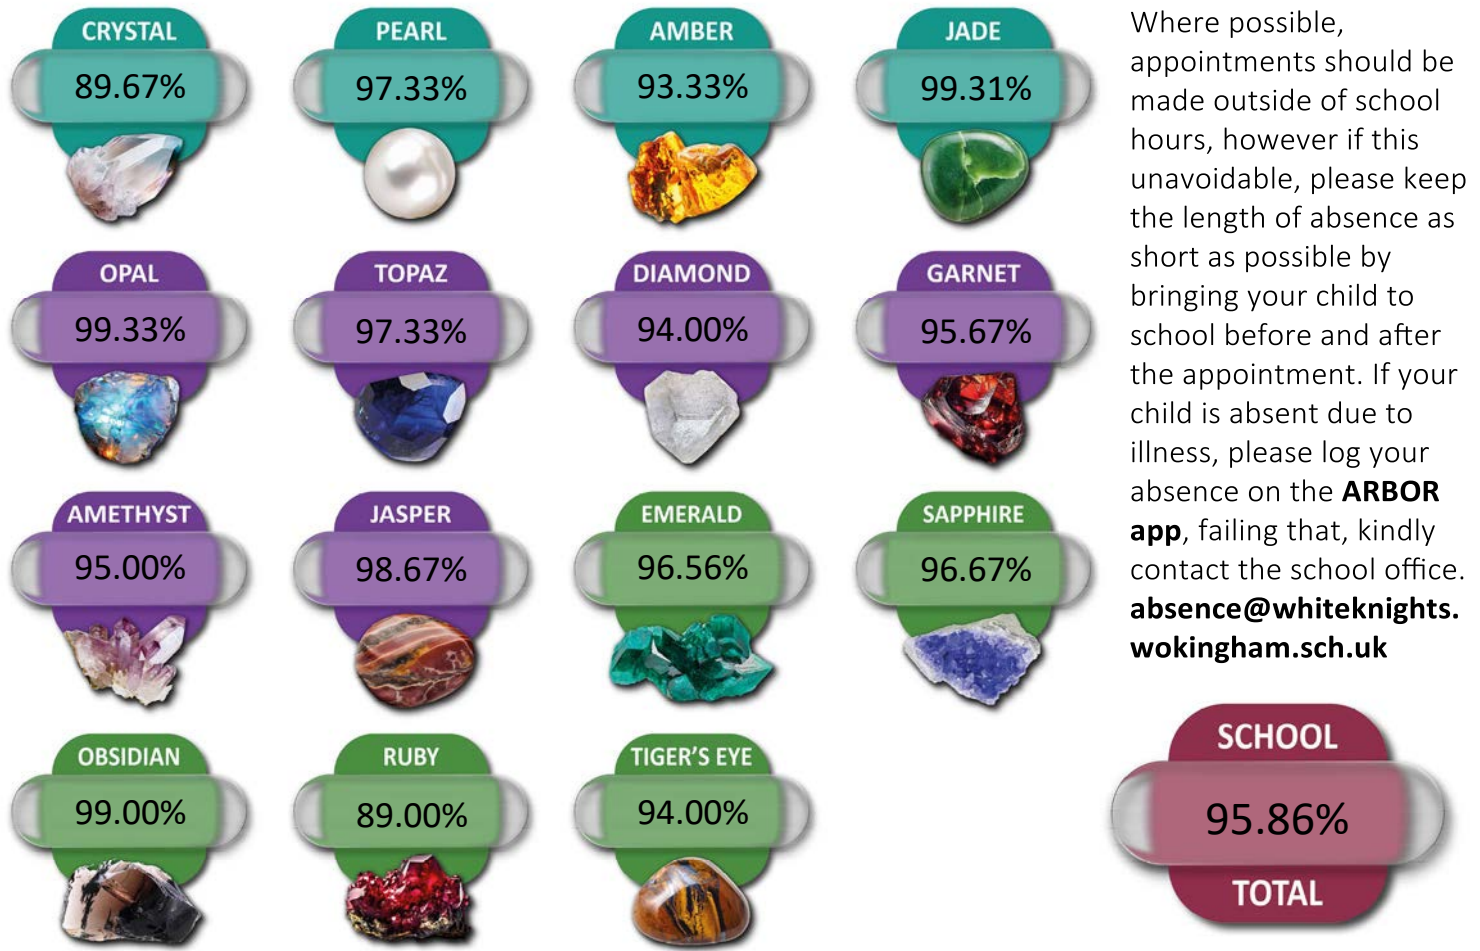 CRYSTAL
89.67%
PEARL
97.33%
AMBER
93.33%
JADE
99.31%
OPAL
99.33%
TOPAZ
97.33%
DIAMOND
94.00%
GARNET
95.67%
AMETHYST
95.00%
JASPER
98.67%
EMERALD
96.56%
SAPPHIRE
96.67%
OBSIDIAN
99.00%
RUBY
89.00%
TIGER'S EYE
94.00%
Where possible,
appointments should be
made outside of school
hours, however if this
unavoidable, please keep
the length of absence as
short as possible by
bringing your child to
school before and after
the appointment. If your
child is absent due to
illness, please log your
absence on the ARBOR
app, failing that, kindly
contact the school office.
absence@whiteknights.
wokingham.sch.uk
SCHOOL
95.86%
TOTAL